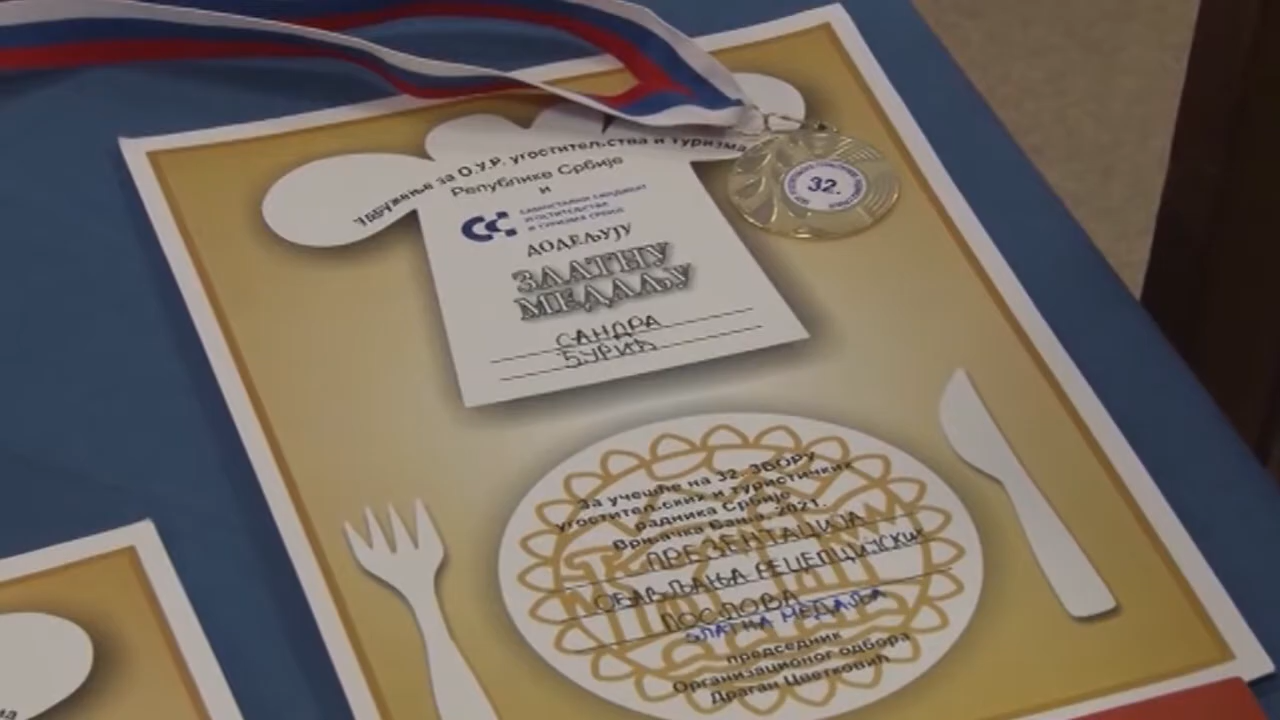 Удружење за О.У.Р. угоститељства и туризма
Републике Србије
и
САМОСТАЛНИ СИНДИКАТ
УГОСТИТЕЉСТВА
И ТУРИЗМА СРБИЈЕ
ДОДЕЉУЈУ
ЗЛАТНУ
МЕДАЉУ
САНДРА
ЂУРИЋ
32.
За учешће на 32. ЗБОРУ
угоститељских и туристичких
радника Србије
Врњачка Бања, 2021.
ПРЕЗЕНТАЦИЈА
ОБАВЉАЊА РЕЦЕПЦИЈСКИХ
ПОСЛОВА
ЗЛАТНА МЕДАЉА
председник
Организационог одбора
Драган Цветковић